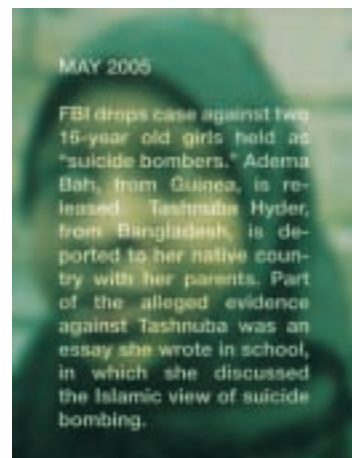 MAY 2005
FBI drops case against two
16-year old girls held as
“suicide bombers.” Adema
Bah, from Guinea, is re-
leased. Tashnuba Hyder,
from Bangladesh, is de-
ported to her native coun-
try with her parents. Part
of the alleged evidence
against Tashnuba was an
essay she wrote in school,
in which she discussed
the Islamic view of suicide
bombing.